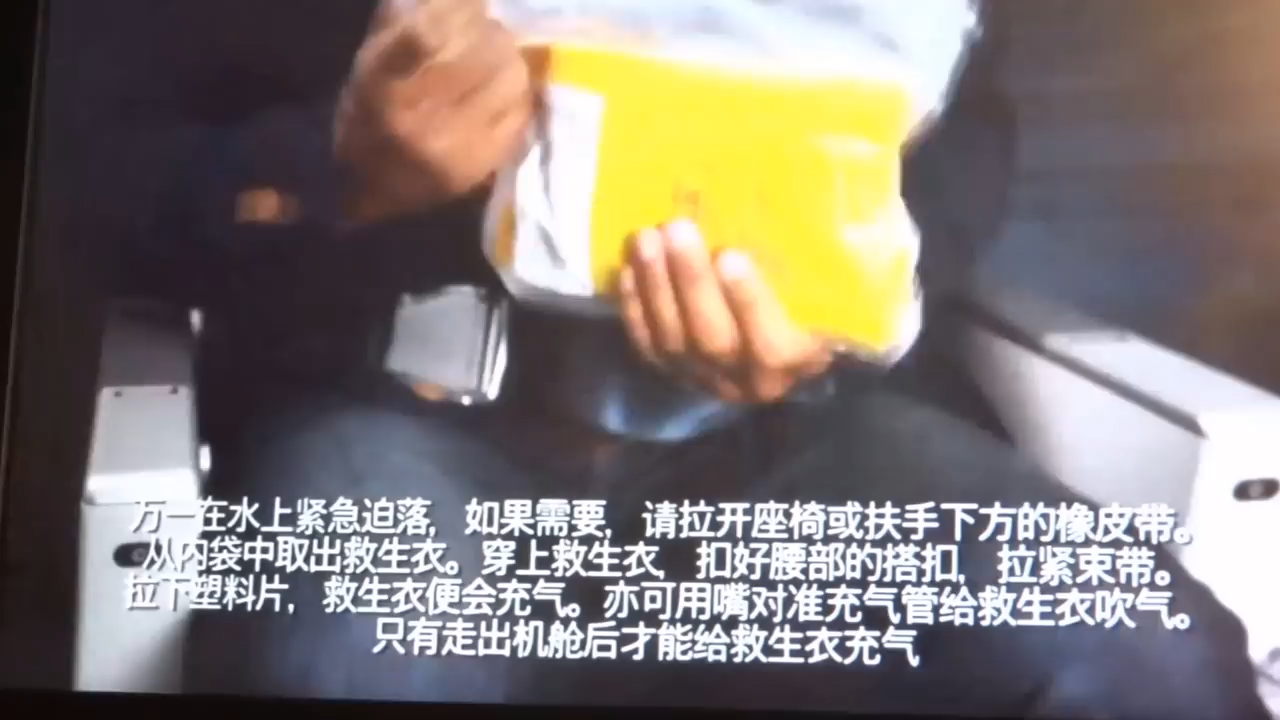 万一在水上紧急迫落，如果需要，请拉开座椅或扶手下方的橡皮带。
从内袋中取出救生衣。穿上救生衣，扣好腰部的搭扣，拉紧束带。
拉下塑料片，救生衣便会充气。亦可用嘴对准充气管给救生衣吹气。
只有走出机舱后才能给救生衣充气